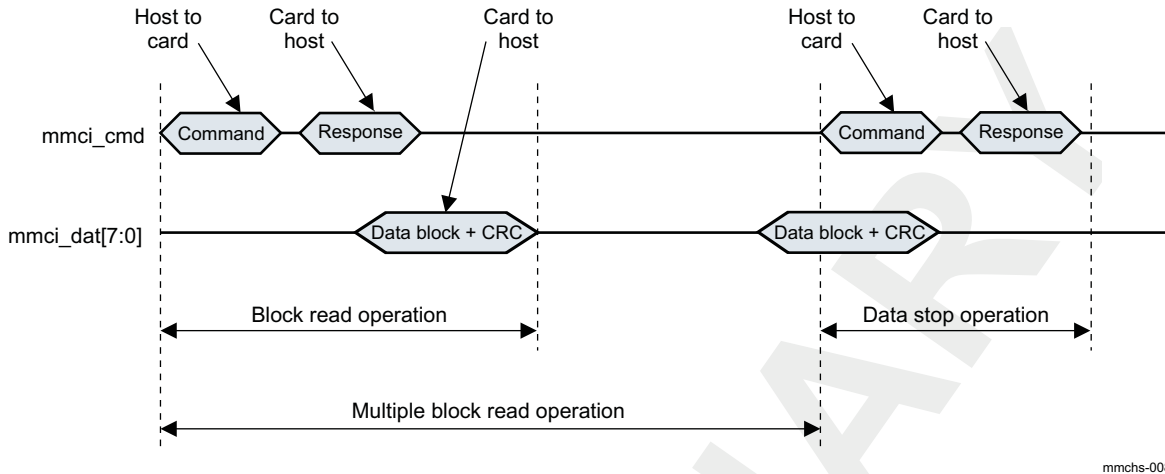 Host to
card
Card to
host
Card to
host
Host to
card
Card to
host
mmci_cmd
Command
Response
Command
Response
mmci_dat[7:0]
Data block + CRC
Data block + CRC
Block read operation
Data stop operation
Multiple block read operation